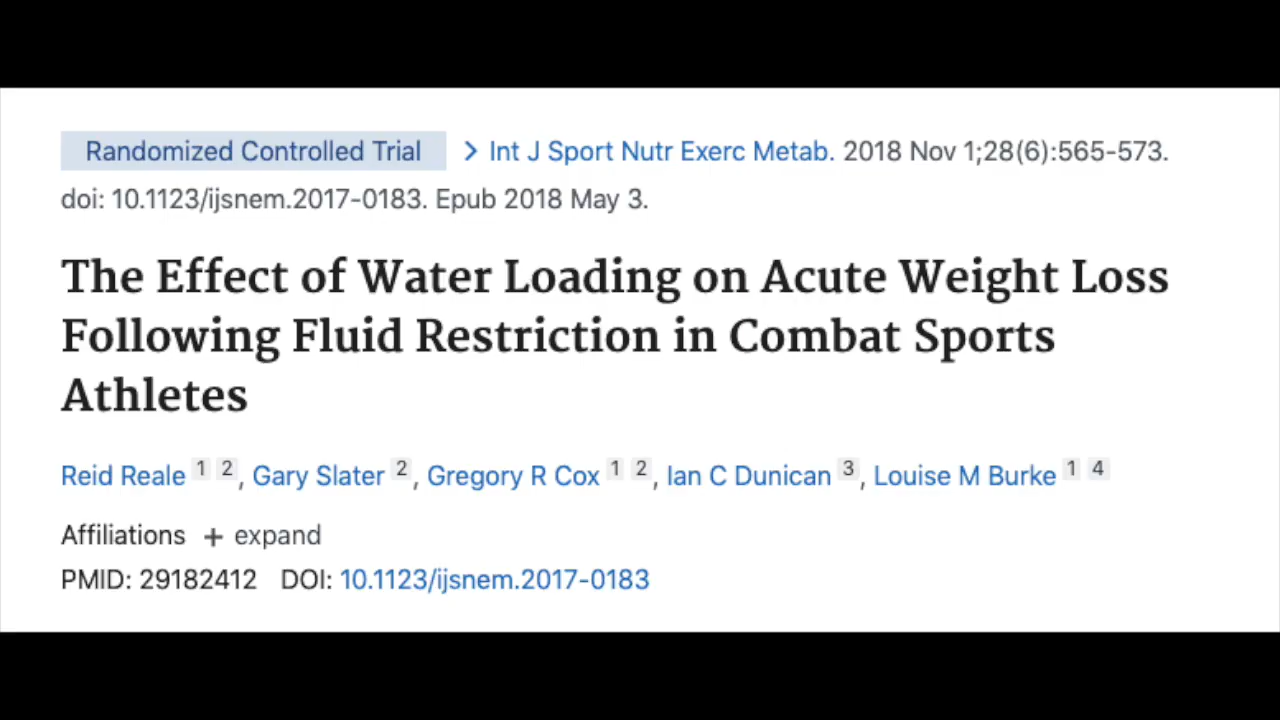 Randomized Controlled Trial > Int J Sport Nutr Exerc Metab. 2018 Nov 1;28(6):565-573.
doi: 10.1123/ijsnem.2017-0183. Epub 2018 May 3.
The Effect of Water Loading on Acute Weight Loss
Following Fluid Restriction in Combat Sports
Athletes
Reid Reale 1 2, Gary Slater 2, Gregory R Cox 1 2, Ian C Dunican 3, Louise M Burke 1 4
Affiliations + expand
PMID: 29182412 DOI: 10.1123/ijsnem.2017-0183